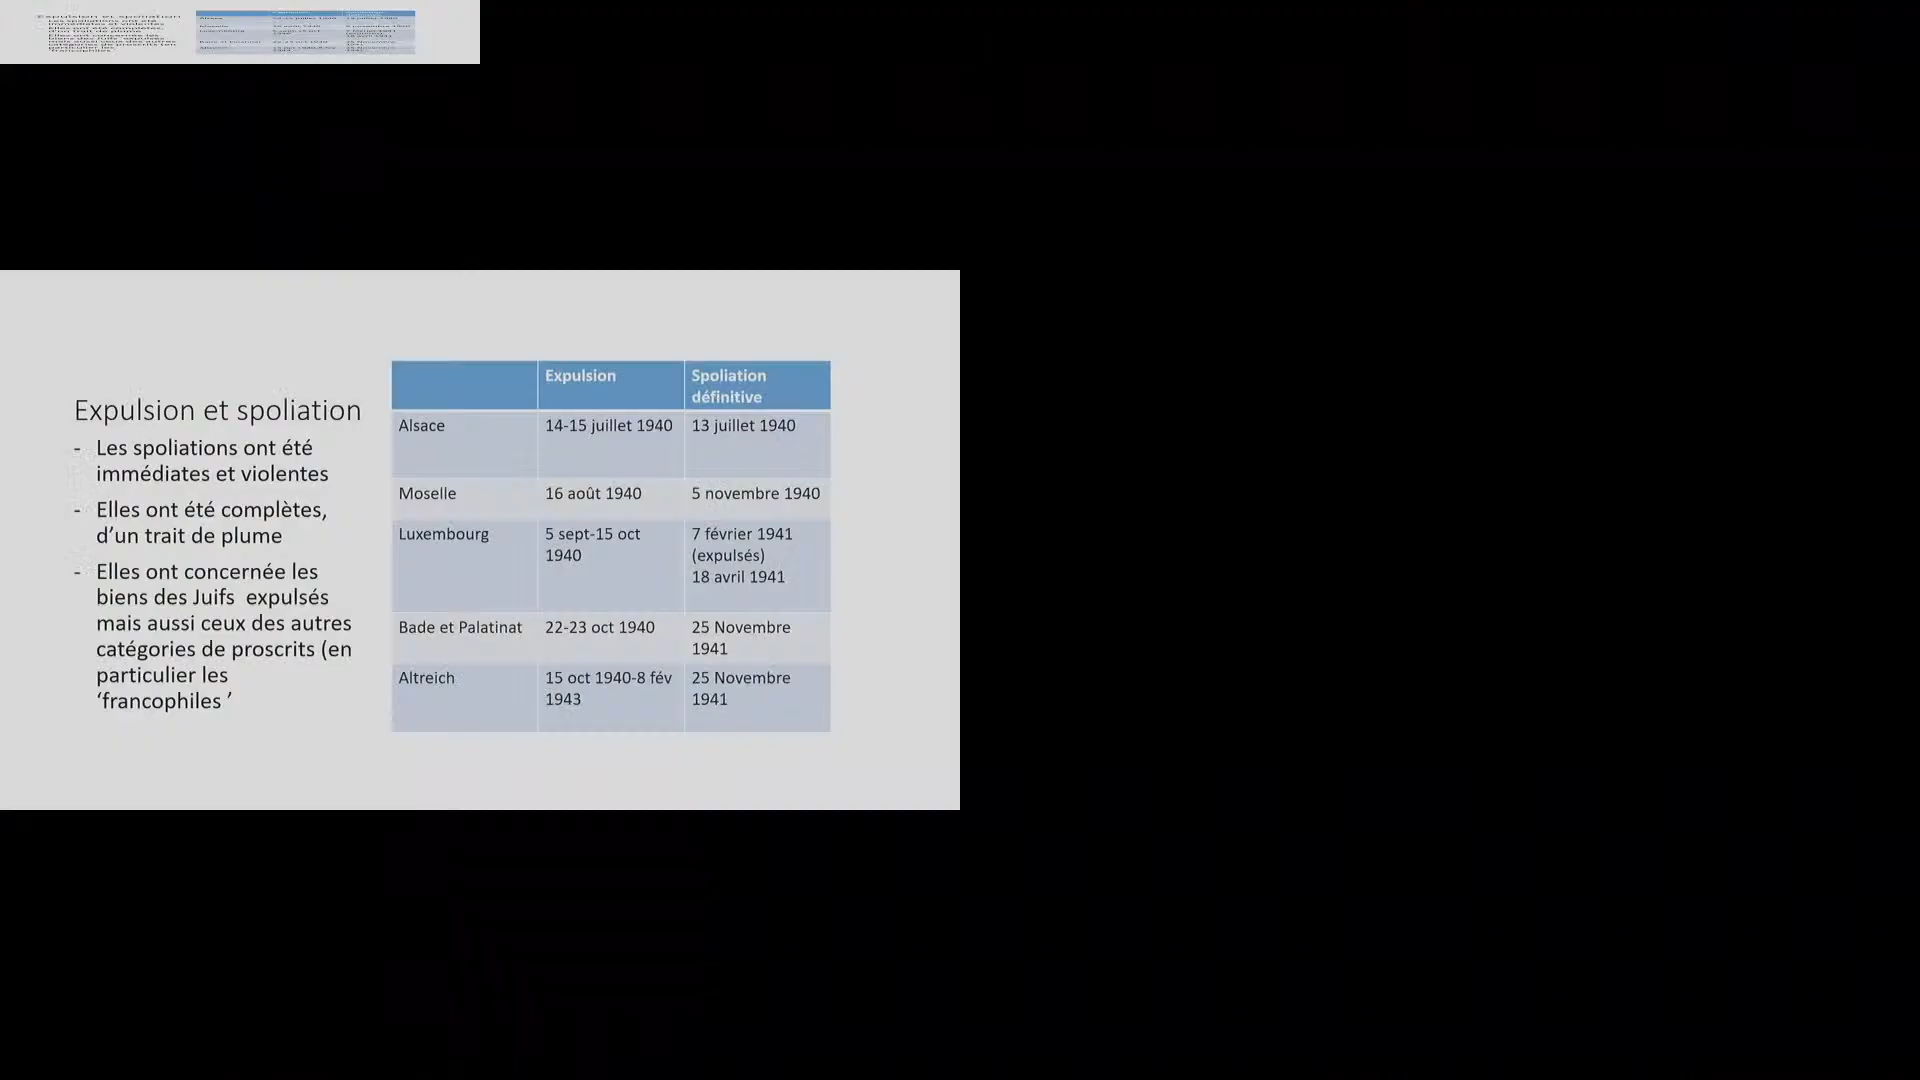 Expulsion et spoliation
- Les spoliations ont été
immédiates et violentes
- Elles ont été complètes,
d’un trait de plume
- Elles ont concernée les
biens des Juifs expulsés
mais aussi ceux des autres
catégories de proscrits (en
particulier les
‘francophiles ’
Expulsion
Spoliation
définitive
Alsace
14-15 juillet 1940
13 juillet 1940
Moselle
16 août 1940
5 novembre 1940
Luxembourg
5 sept-15 oct
1940
7 février 1941
(expulsés)
18 avril 1941
Bade et Palatinat
22-23 oct 1940
25 Novembre
1941
Altreich
15 oct 1940-8 fév
1943
25 Novembre
1941